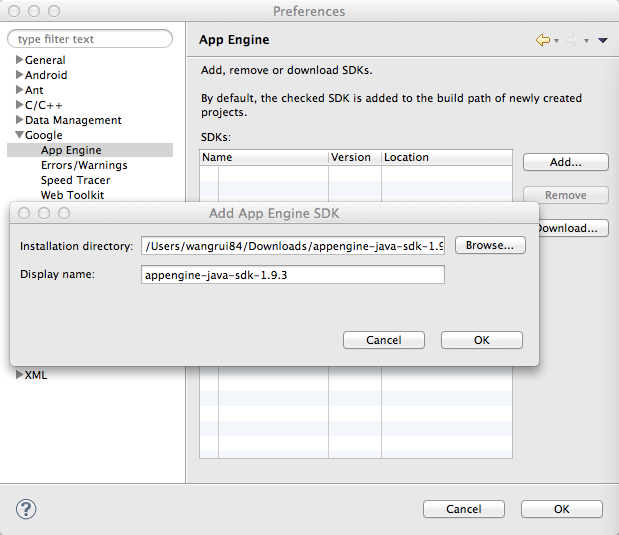 Preferences
type filter text
General
Android
Ant
C/C++
Data Management
Google
App Engine
Errors/Warnings
Speed Tracer
Web Toolkit
XML
App Engine
Add, remove or download SDKs.
By default, the checked SDK is added to the build path of newly created
projects.
SDKs:
Name Version Location
Add...
Remove
Download...
Add App Engine SDK
Installation directory: /Users/wangrui84/Downloads/appengine-java-sdk-1.9 Browse...
Display name: appengine-java-sdk-1.9.3
Cancel OK
? Cancel OK